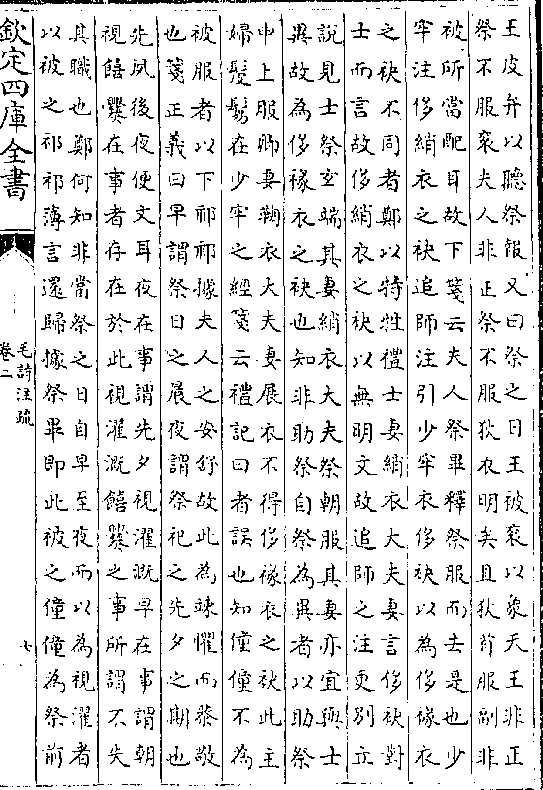 王皮弁以聽祭報又曰祭之日王被袞以象天王非正
祭不服袞夫人非正祭不服狄衣明矣且狄首服副非
被所當配耳故下箋云夫人祭畢釋祭服而去是也少
牢注侈綃衣之袂追師注引少牢衣侈袂以為侈褖衣
之袂不同者鄭以特牲禮士妻綃衣大夫妻言侈袂對
士而言故侈綃衣之袂以無明文故追師之注更別立
說見士祭玄端其妻綃衣大夫祭朝服其妻亦宜與士
異故為侈褖衣之袂也知非助祭自祭為異者以助祭
申上服卿妻鞠衣大夫妻展衣不得侈褖衣之袂此主
婦髲鬄在少牢之經箋云禮記曰者誤也知僮僮不為
被服者以下祁祁據夫人之安舒故此為竦懼而恭敬
也箋正義曰早謂祭日之晨夜謂祭祀之先夕之期也
先夙後夜便文耳夜在事謂先夕視濯溉早在事謂朝
視饎爨在事者存在於此視濯溉饎爨之事所謂不失
其職也鄭何知非當祭之日自早至夜而以為視濯者
以被之祁祁薄言還歸據祭畢即此被之僮僮為祭前
欽定四庫全書
毛詩注疏
卷二
七